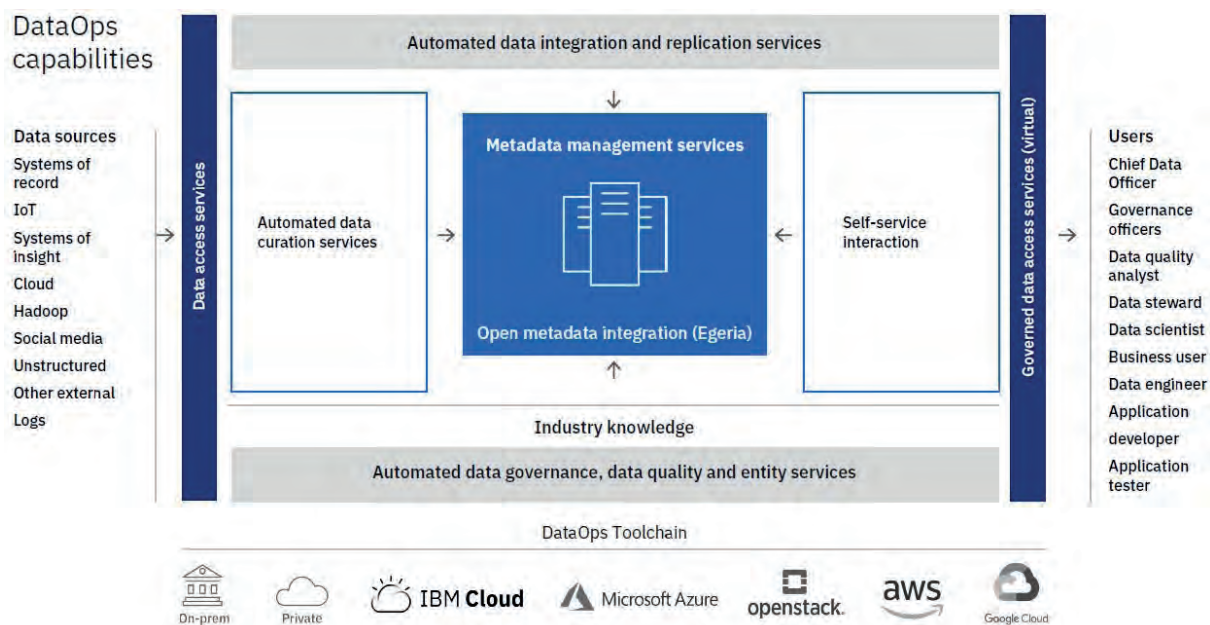 DataOps
capabilities
Automated data integration and replication services
Data sources
Systems of
record
IoT
Systems of
insight
Cloud
Hadoop
Social media
Unstructured
Other external
Logs
Data access services
Automated data
curation services
Metadata management services
Open metadata integration (Egeria)
Self-service
interaction
Governed data access services (virtual)
Users
Chief Data
Officer
Governance
officers
Data quality
analyst
Data steward
Data scientist
Business user
Data engineer
Application
developer
Application
tester
Industry knowledge
Automated data governance, data quality and entity services
DataOps Toolchain
On-prem
Private
IBM Cloud
Microsoft Azure
openstack.
aws
Google Cloud